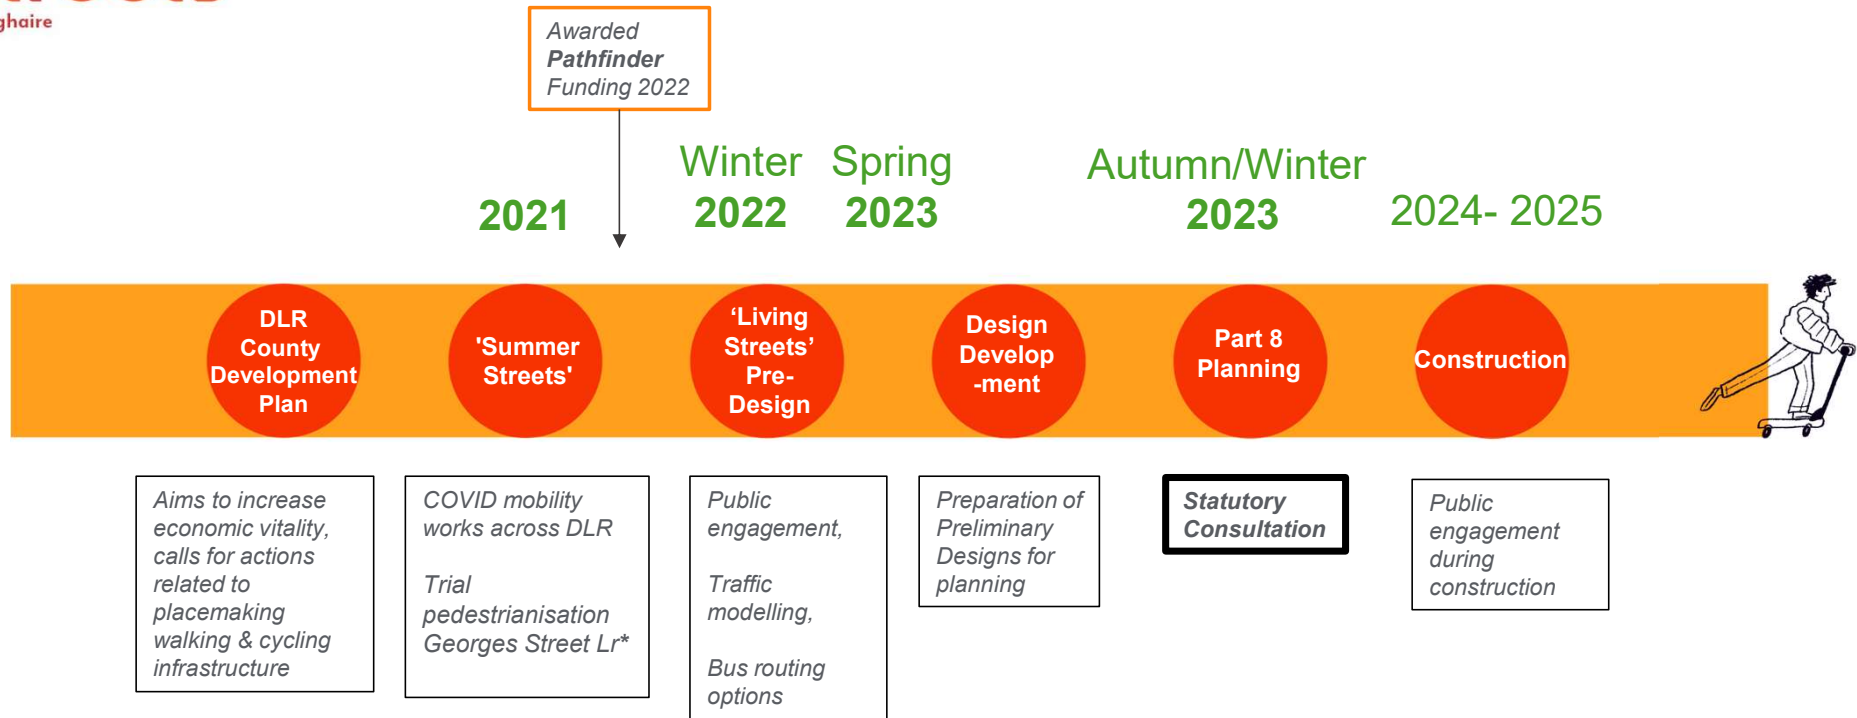 ghaire
Awarded
Pathfinder
Funding 2022
2021
Winter
2022
Spring
2023
Autumn/Winter
2023
2024- 2025
DLR
County
Development
Plan
'Summer
Streets'
‘Living
Streets’
Pre-
Design
Design
Develop
-ment
Part 8
Planning
Construction
Aims to increase
economic vitality,
calls for actions
related to
placemaking
walking & cycling
infrastructure
COVID mobility
works across DLR
Trial
pedestrianisation
Georges Street Lr*
Public
engagement,
Traffic
modelling,
Bus routing
options
Preparation of
Preliminary
Designs for
planning
Statutory
Consultation
Public
engagement
during
construction